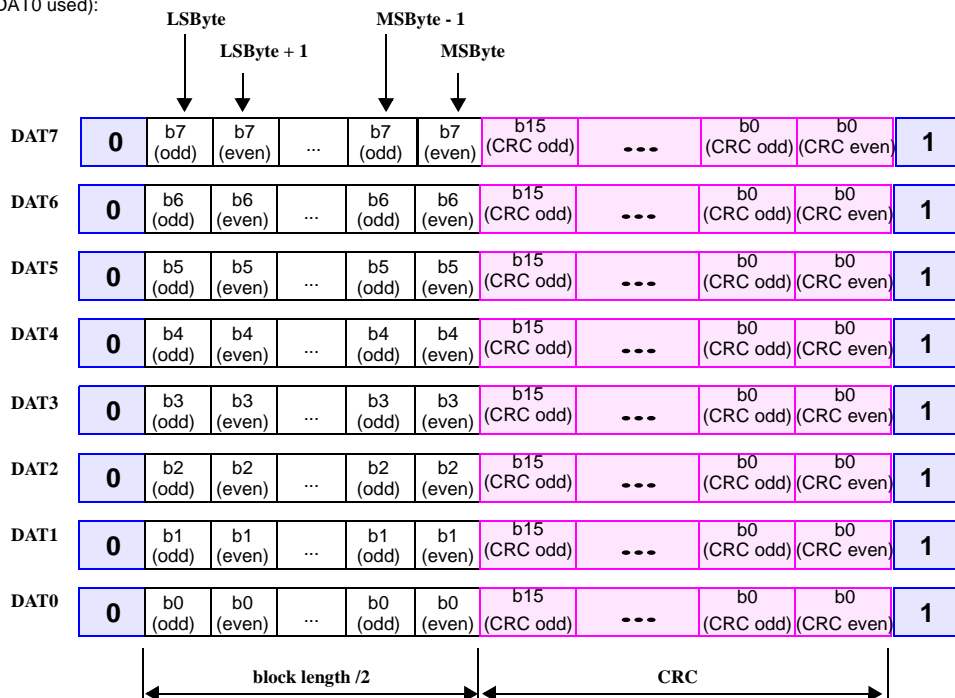 DAT0 used):
LSByte MSByte - 1
LSByte + 1 MSByte
DAT7 0 b7 (odd) b7 (even) ... b7 (odd) b7 (even) b15 (CRC odd) ••• b0 (CRC odd) b0 (CRC even) 1
DAT6 0 b6 (odd) b6 (even) ... b6 (odd) b6 (even) b15 (CRC odd) ••• b0 (CRC odd) b0 (CRC even) 1
DAT5 0 b5 (odd) b5 (even) ... b5 (odd) b5 (even) b15 (CRC odd) ••• b0 (CRC odd) b0 (CRC even) 1
DAT4 0 b4 (odd) b4 (even) ... b4 (odd) b4 (even) b15 (CRC odd) ••• b0 (CRC odd) b0 (CRC even) 1
DAT3 0 b3 (odd) b3 (even) ... b3 (odd) b3 (even) b15 (CRC odd) ••• b0 (CRC odd) b0 (CRC even) 1
DAT2 0 b2 (odd) b2 (even) ... b2 (odd) b2 (even) b15 (CRC odd) ••• b0 (CRC odd) b0 (CRC even) 1
DAT1 0 b1 (odd) b1 (even) ... b1 (odd) b1 (even) b15 (CRC odd) ••• b0 (CRC odd) b0 (CRC even) 1
DAT0 0 b0 (odd) b0 (even) ... b0 (odd) b0 (even) b15 (CRC odd) ••• b0 (CRC odd) b0 (CRC even) 1
block length /2 CRC